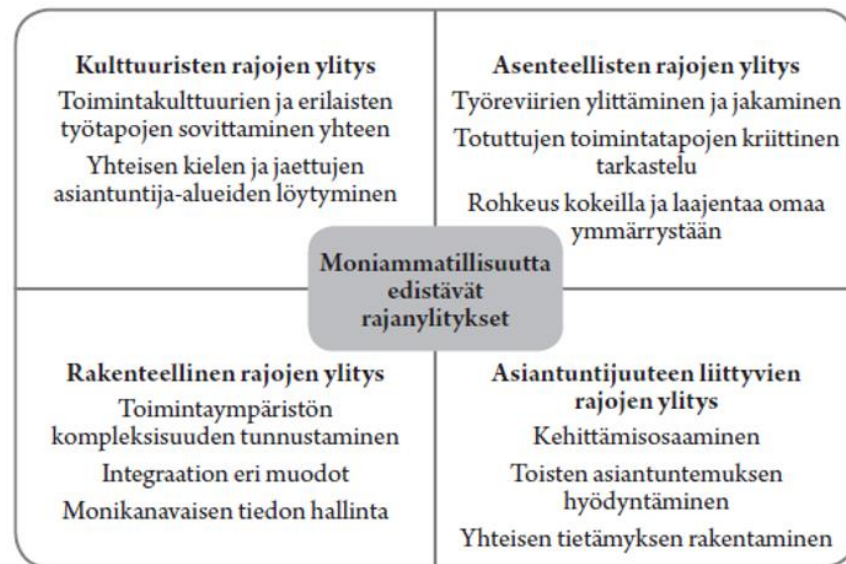 Kulttuuristen rajojen ylitys
Toimintakulttuurien ja erilaisten
työtapojen sovittaminen yhteen
Yhteisen kielen ja jaettujen
asiantuntija-alueiden löytyminen
Asenteellisten rajojen ylitys
Työreviirien ylittäminen ja jakaminen
Totuttujen toimintatapojen kriittinen
tarkastelu
Rohkeus kokeilla ja laajentaa omaa
ymmärrystään
Moniammatillisuutta
edistävät
rajanylitykset
Rakenteellinen rajojen ylitys
Toimintaympäristön
kompleksisuuden tunnustaminen
Integraation eri muodot
Monikanavaisen tiedon hallinta
Asiantuntijuuteen liittyvien
rajojen ylitys
Kehittämisosaaminen
Toisten asiantuntemuksen
hyödyntäminen
Yhteisen tietämyksen rakentaminen